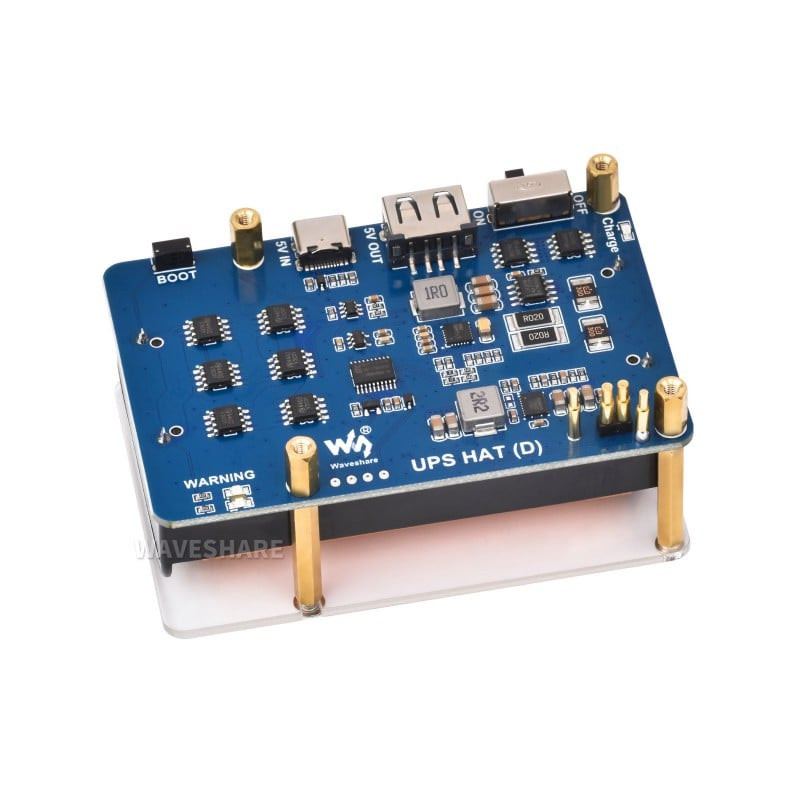 BOOT
5V IN
5V OUT
ON
OFF
Charge
1R0
R020
R020
2R2
WARNING
®
Waveshare
UPS HAT (D)
WAVESHARE